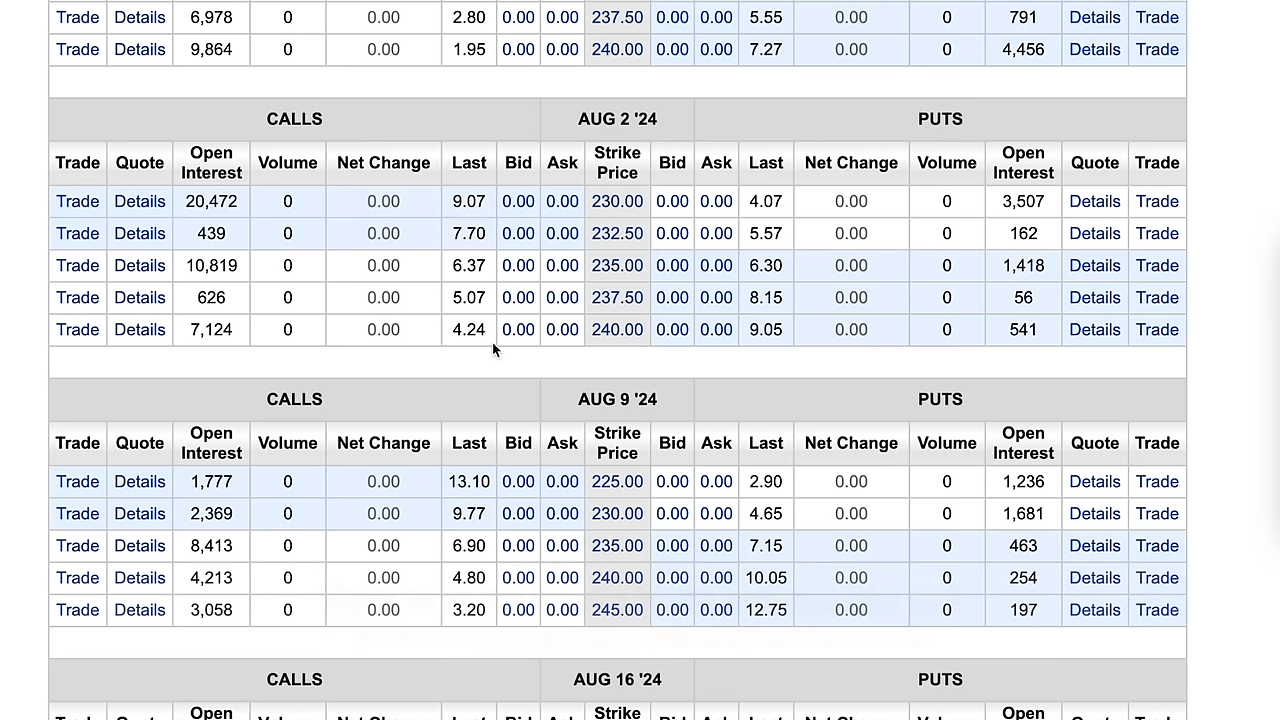 Trade Details 6,978 0 0.00 2.80 0.00 0.00 237.50 0.00 0.00 5.55 0.00 0 791 Details Trade
Trade Details 9,864 0 0.00 1.95 0.00 0.00 240.00 0.00 0.00 7.27 0.00 0 4,456 Details Trade
CALLS AUG 2 '24 PUTS
Trade Quote Open Interest Volume Net Change Last Bid Ask Strike Price Bid Ask Last Net Change Volume Open Interest Quote Trade
Trade Details 20,472 0 0.00 9.07 0.00 0.00 230.00 0.00 0.00 4.07 0.00 0 3,507 Details Trade
Trade Details 439 0 0.00 7.70 0.00 0.00 232.50 0.00 0.00 5.57 0.00 0 162 Details Trade
Trade Details 10,819 0 0.00 6.37 0.00 0.00 235.00 0.00 0.00 6.30 0.00 0 1,418 Details Trade
Trade Details 626 0 0.00 5.07 0.00 0.00 237.50 0.00 0.00 8.15 0.00 0 56 Details Trade
Trade Details 7,124 0 0.00 4.24 0.00 0.00 240.00 0.00 0.00 9.05 0.00 0 541 Details Trade
CALLS AUG 9 '24 PUTS
Trade Quote Open Interest Volume Net Change Last Bid Ask Strike Price Bid Ask Last Net Change Volume Open Interest Quote Trade
Trade Details 1,777 0 0.00 13.10 0.00 0.00 225.00 0.00 0.00 2.90 0.00 0 1,236 Details Trade
Trade Details 2,369 0 0.00 9.77 0.00 0.00 230.00 0.00 0.00 4.65 0.00 0 1,681 Details Trade
Trade Details 8,413 0 0.00 6.90 0.00 0.00 235.00 0.00 0.00 7.15 0.00 0 463 Details Trade
Trade Details 4,213 0 0.00 4.80 0.00 0.00 240.00 0.00 0.00 10.05 0.00 0 254 Details Trade
Trade Details 3,058 0 0.00 3.20 0.00 0.00 245.00 0.00 0.00 12.75 0.00 0 197 Details Trade
CALLS AUG 16 '24 PUTS
Open Strike Open